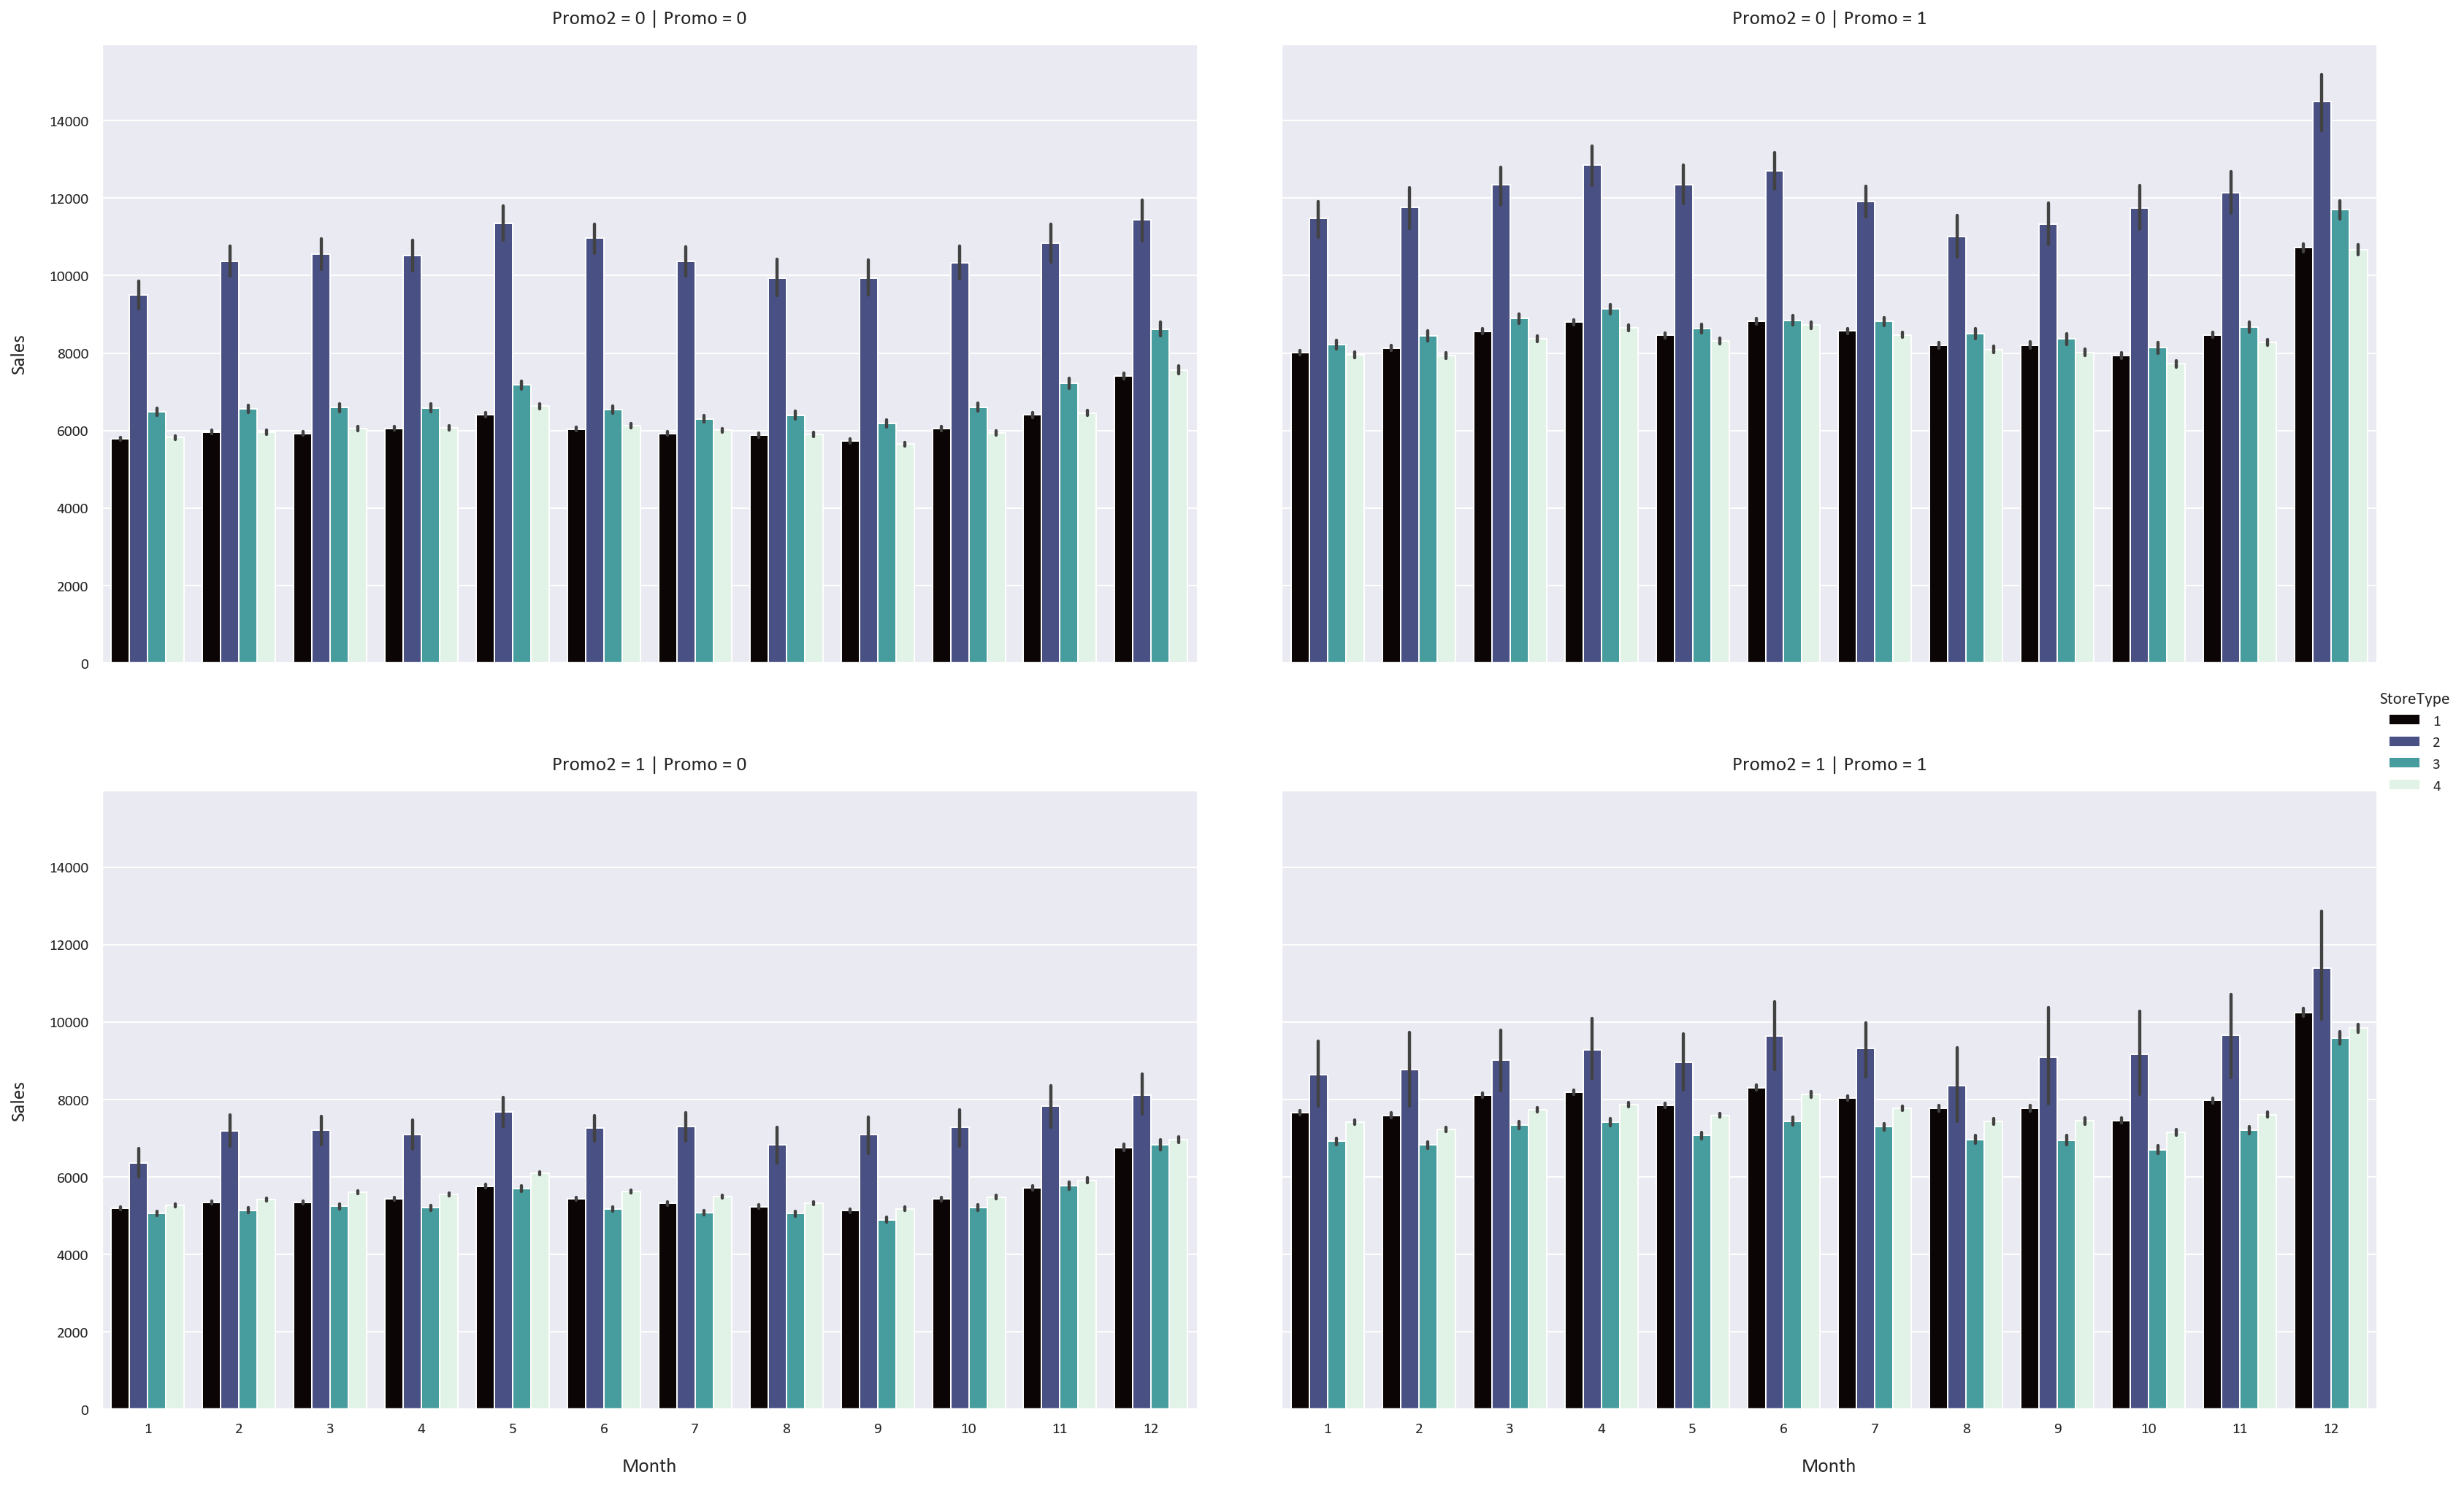 Promo2 = 0 | Promo = 0
Promo2 = 0 | Promo = 1
14000
12000
10000
8000
6000
4000
2000
0
Sales
StoreType
1
2
3
4
Promo2 = 1 | Promo = 0
Promo2 = 1 | Promo = 1
14000
12000
10000
8000
6000
4000
2000
0
Sales
1 2 3 4 5 6 7 8 9 10 11 12
Month
1 2 3 4 5 6 7 8 9 10 11 12
Month